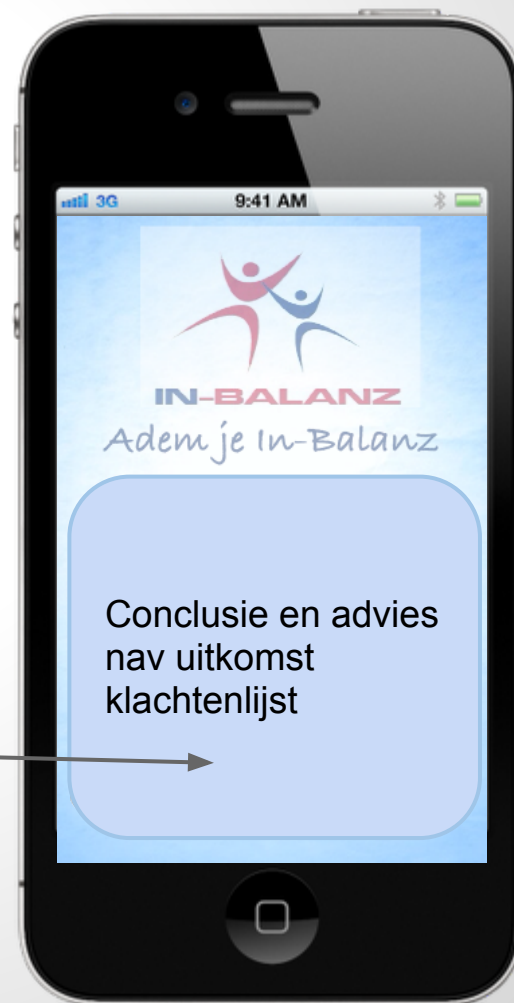 3G 9:41 AM
IN-BALANZ
Adem je In-Balanz
Conclusie en advies
nav uitkomst
klachtenlijst